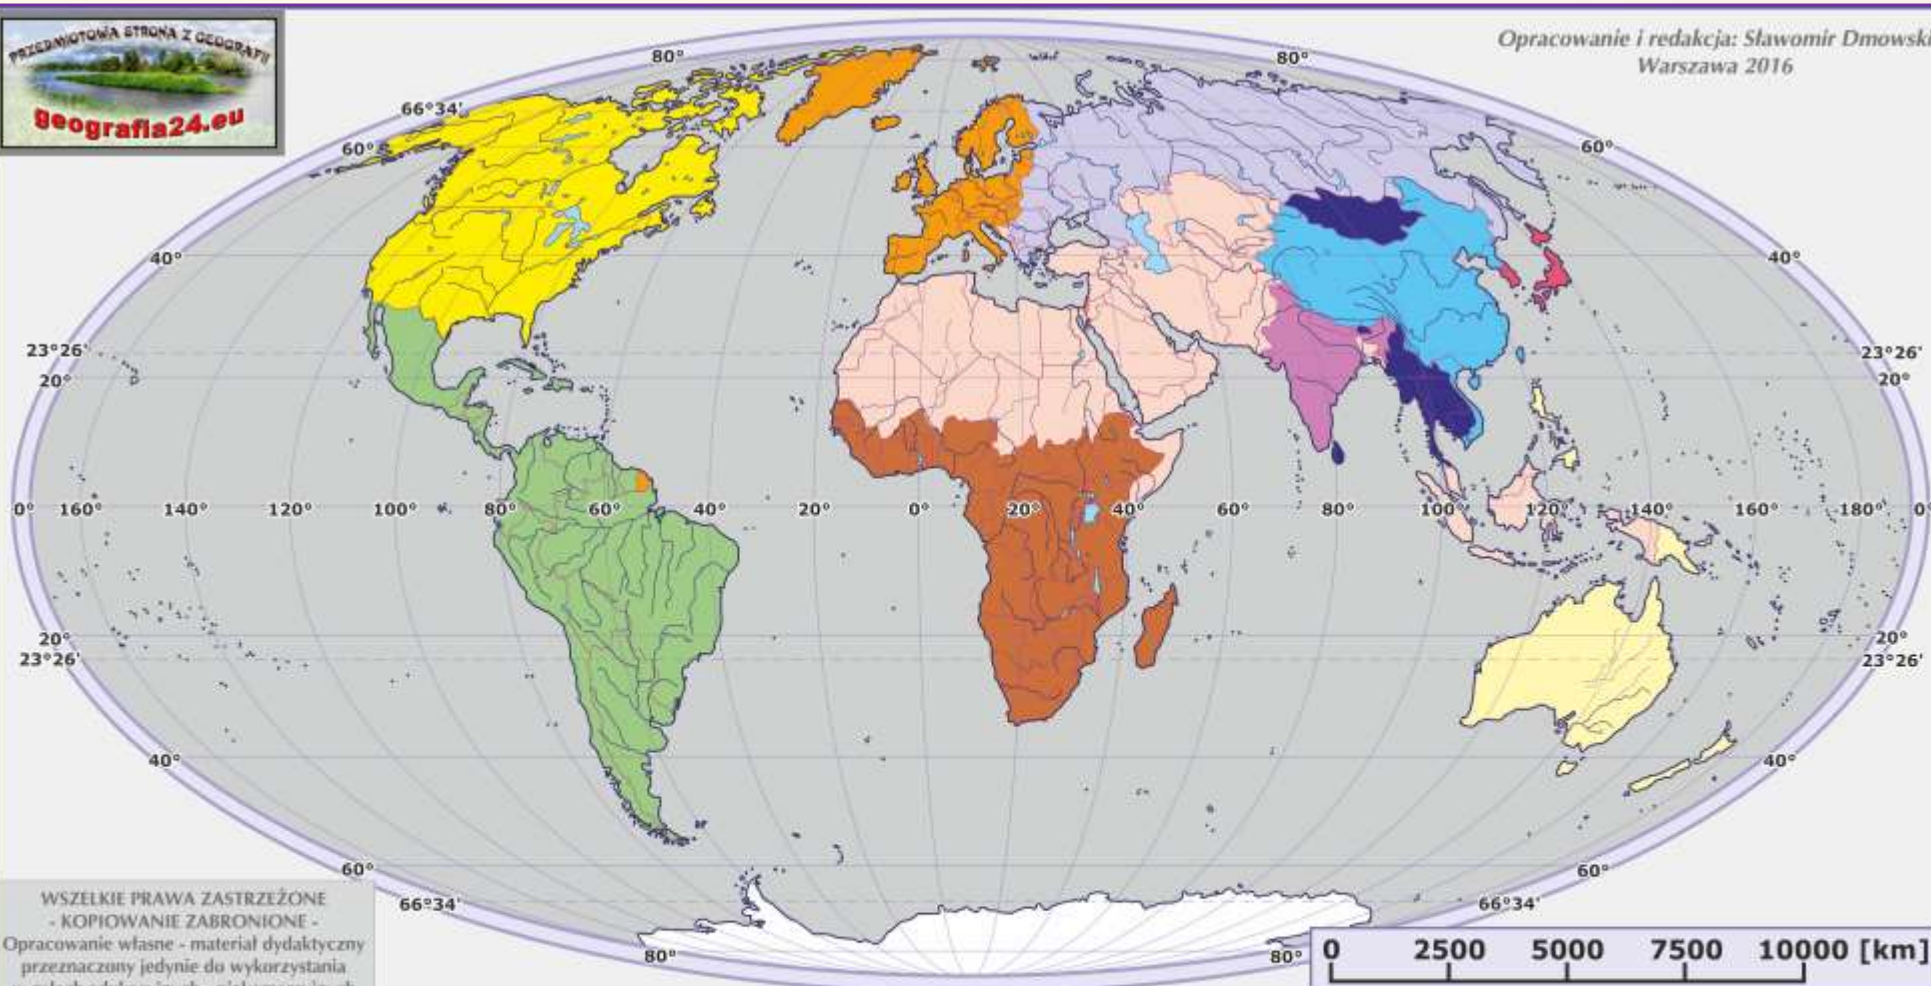 PRZEDMIOTOWA STRONA Z GEOGRAFII
geografia24.eu
Opracowanie i redakcja: Sławomir Dmowski
Warszawa 2016
80° 80°
66°34'
60° 60°
40° 40°
23°26' 23°26'
20° 20°
0° 160° 140° 120° 100° 80° 60° 40° 20° 0° 20° 40° 60° 80° 100° 120° 140° 160° 180° 0°
20° 20°
23°26' 23°26'
40° 40°
60° 60°
66°34' 66°34'
80° 80°
WSZELKIE PRAWA ZASTRZEŻONE
- KOPIOWANIE ZABRONIONE -
Opracowanie własne - materiał dydaktyczny
przeznaczony jedynie do wykorzystania
0 2500 5000 7500 10000 [km]